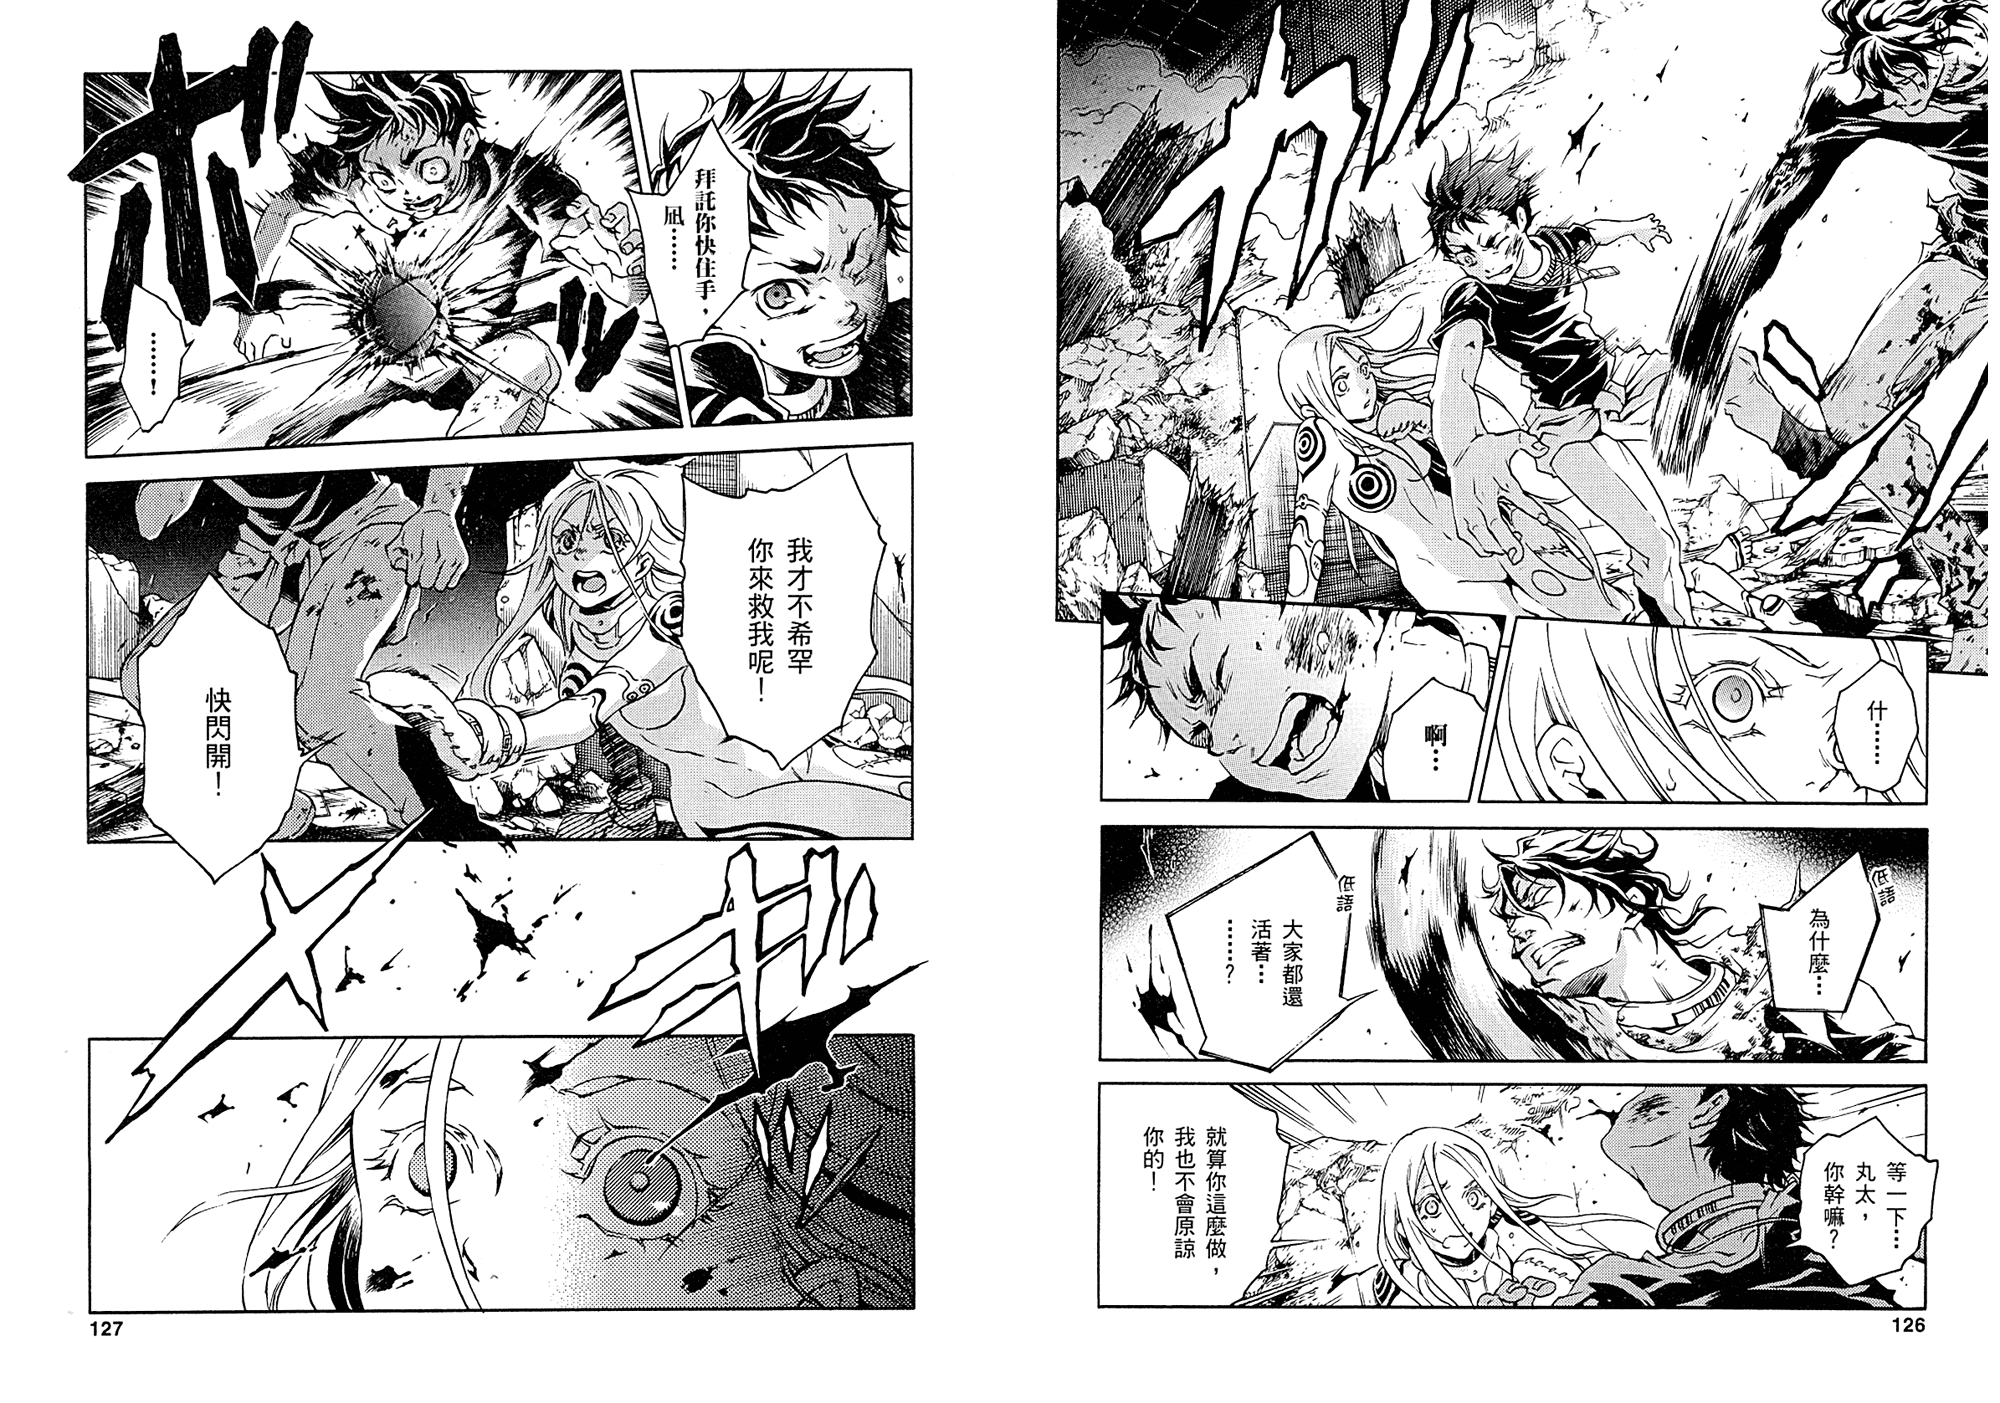 ガガッ
什……
啊…
低語
為什麼…
低語
大家都還
活著…
……？
等一下…
丸太，
你幹嘛？
就算你這麼做，
我也不會原諒
你的！
126
拜託你快住手，
凪……
……！
我才不希罕
你來救我呢！
快閃開！
127